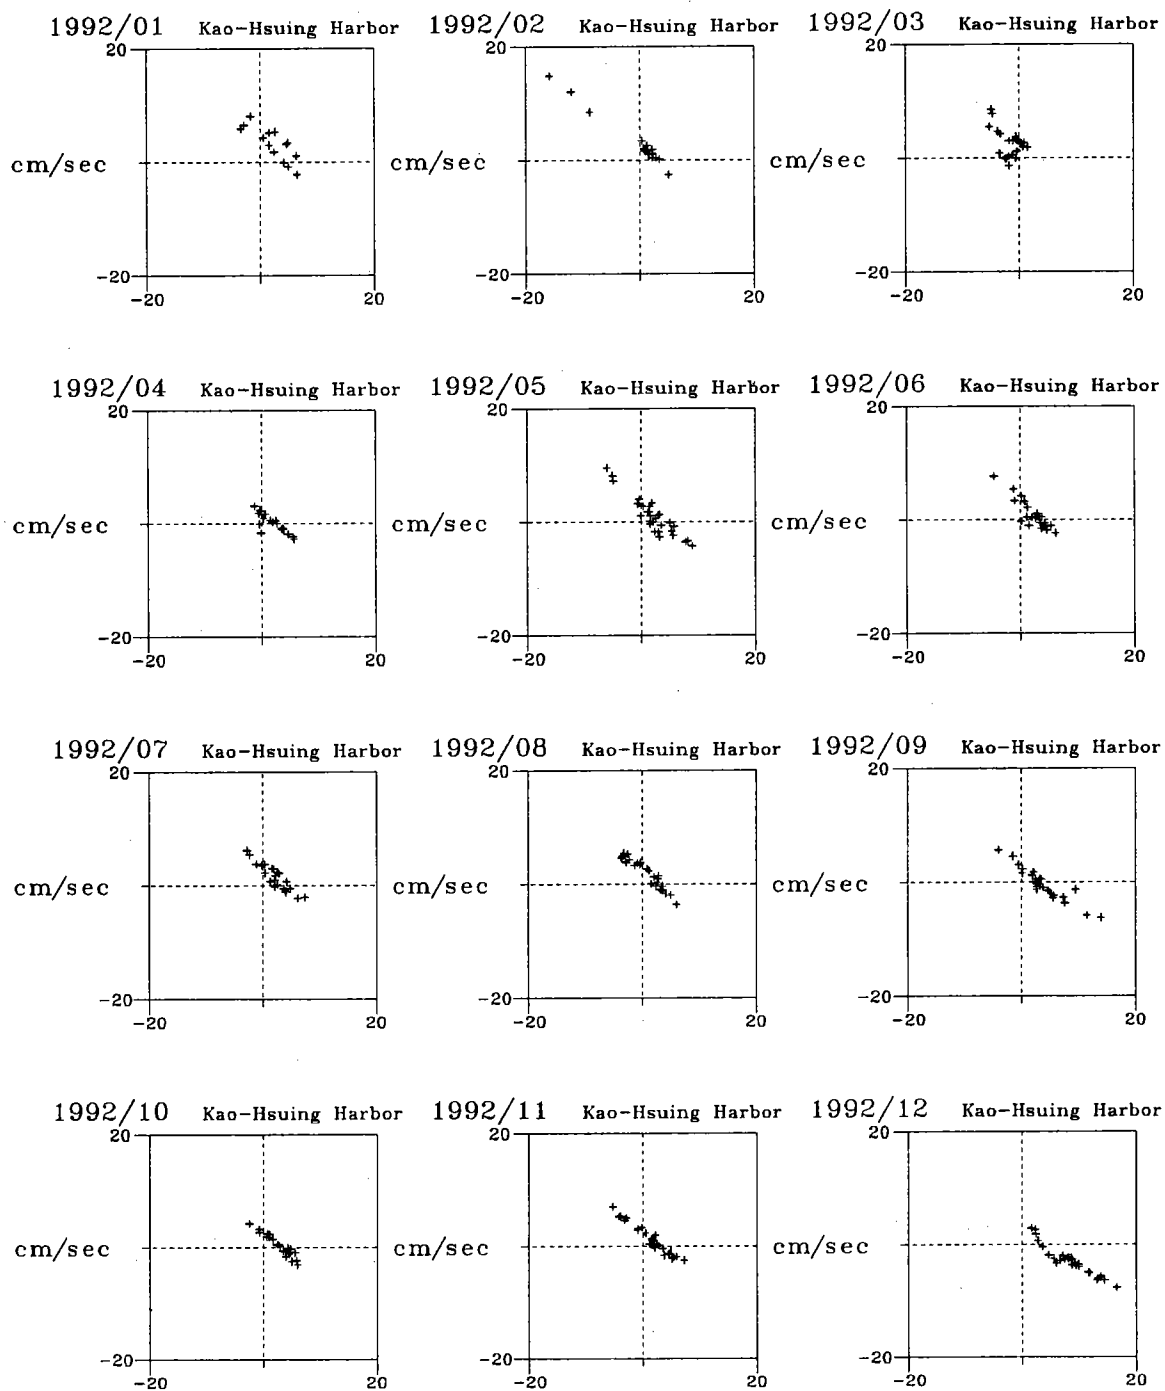 1992/01 Kao-Hsuing Harbor 1992/02 Kao-Hsuing Harbor 1992/03 Kao-Hsuing Harbor
20 20 20
cm/sec cm/sec cm/sec
-20 -20 -20
-20 20 -20 20 -20 20
1992/04 Kao-Hsuing Harbor 1992/05 Kao-Hsuing Harbor 1992/06 Kao-Hsuing Harbor
20 20 20
cm/sec cm/sec cm/sec
-20 -20 -20
-20 20 -20 20 -20 20
1992/07 Kao-Hsuing Harbor 1992/08 Kao-Hsuing Harbor 1992/09 Kao-Hsuing Harbor
20 20 20
cm/sec cm/sec cm/sec
-20 -20 -20
-20 20 -20 20 -20 20
1992/10 Kao-Hsuing Harbor 1992/11 Kao-Hsuing Harbor 1992/12 Kao-Hsuing Harbor
20 20 20
cm/sec cm/sec cm/sec
-20 -20 -20
-20 20 -20 20 -20 20